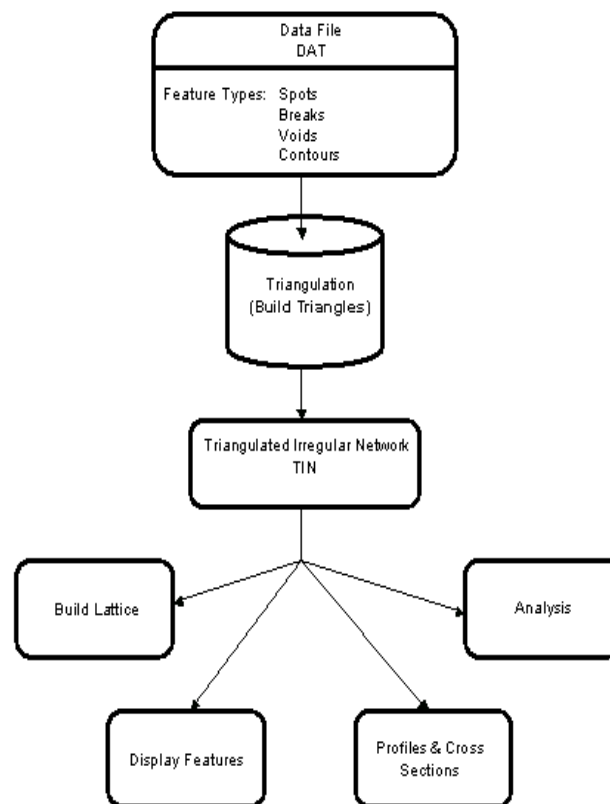 Data File
DAT
Feature Types: Spots
Breaks
Voids
Contours
Triangulation
(Build Triangles)
Triangulated Irregular Network
TIN
Build Lattice
Analysis
Display Features
Profiles & Cross
Sections